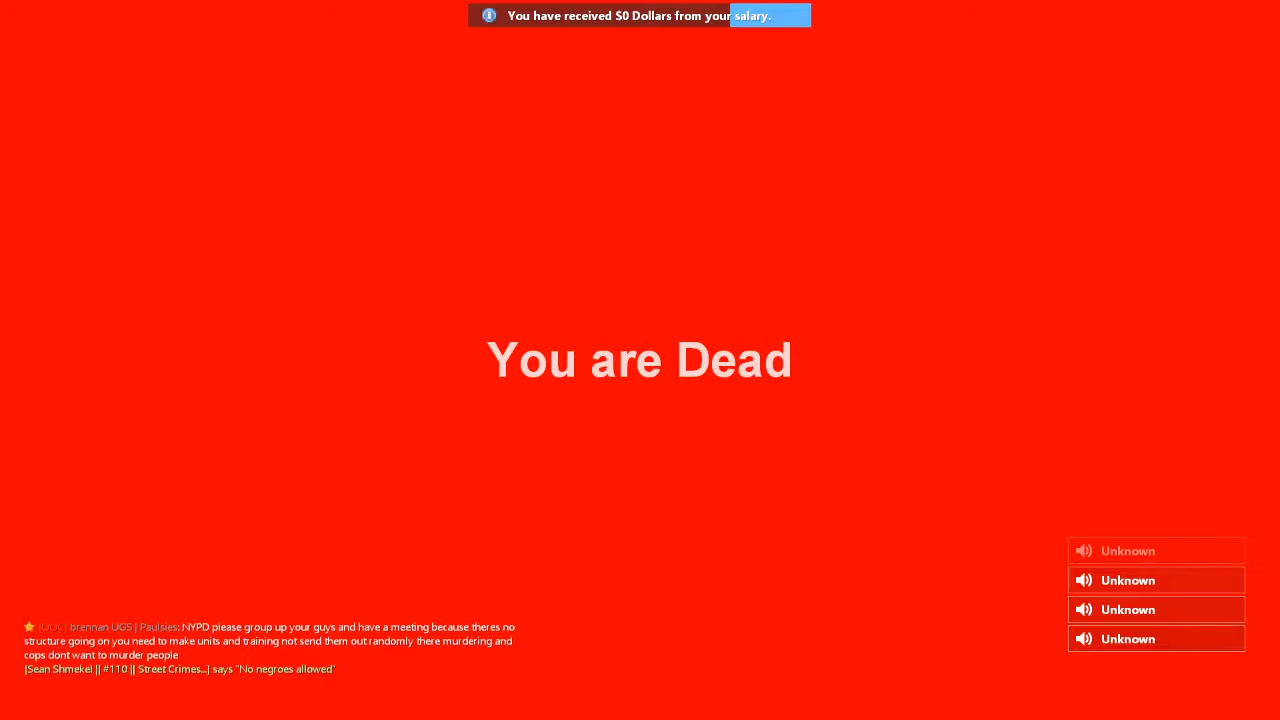 You have received $0 Dollars from your salary.
You are Dead
Unknown
Unknown
Unknown
Unknown
[OOC] brennan UGS | Paulsies: NYPD please group up your guys and have a meeting because theres no
structure going on you need to make units and training not send them out randomly there murdering and
cops dont want to murder people
[Sean Shmekel || #110 || Street Crimes...] says "No negroes allowed"